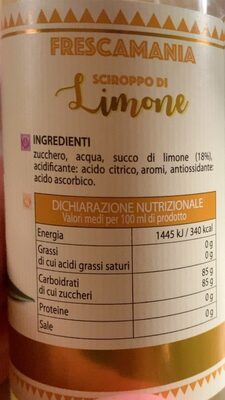 FRESCAMANIA
SCIROPPO DI
Limone
INGREDIENTI
zucchero, acqua, succo di limone (18%),
acidificante: acido citrico, aromi, antiossidante:
acido ascorbico.
DICHIARAZIONE NUTRIZIONALE
Valori medi per 100 ml di prodotto
Energia 1445 kJ / 340 kcal
Grassi 0 g
di cui acidi grassi saturi 0 g
Carboidrati 85 g
di cui zuccheri 85 g
Proteine 0 g
Sale 0 g